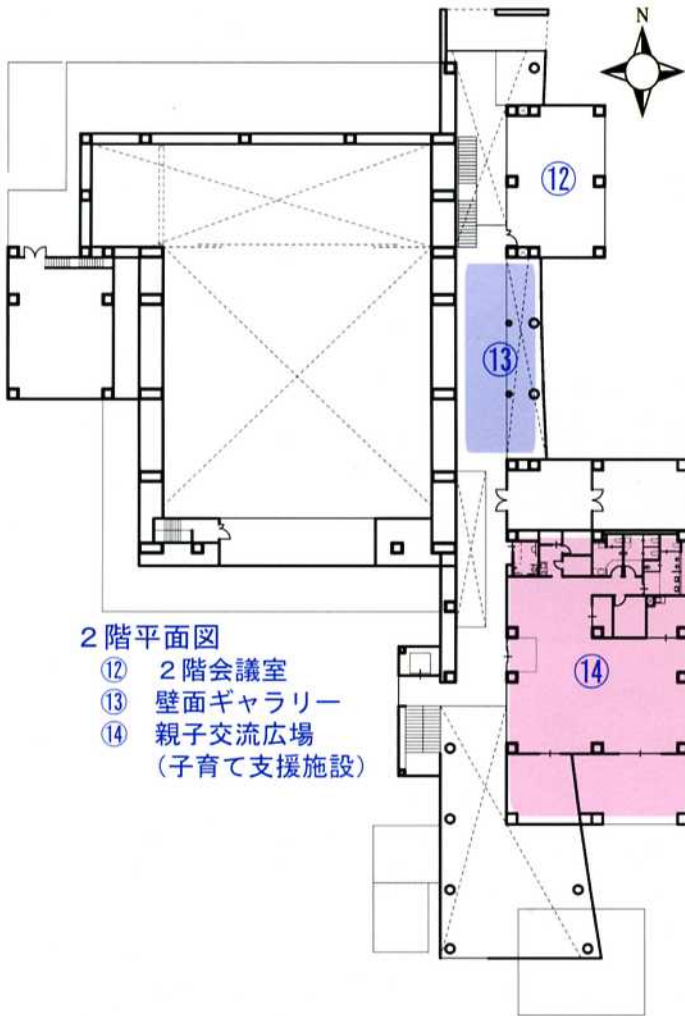 N
⑫
⑬
⑭
２階平面図
⑫ ２階会議室
⑬ 壁面ギャラリー
⑭ 親子交流広場
（子育て支援施設）